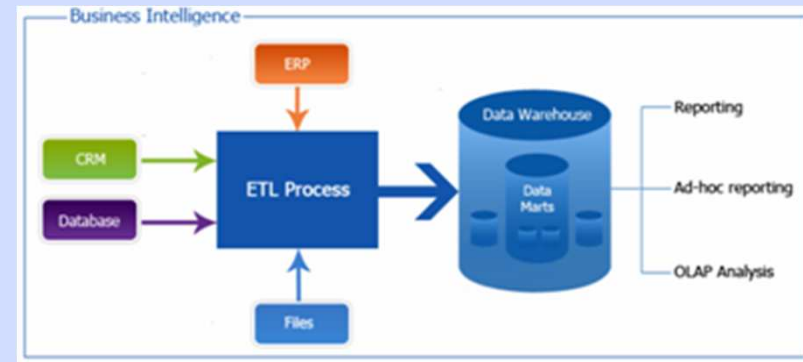 Business Intelligence
ERP
CRM
Database
ETL Process
Files
Data Warehouse
Data
Marts
Reporting
Ad-hoc reporting
OLAP Analysis